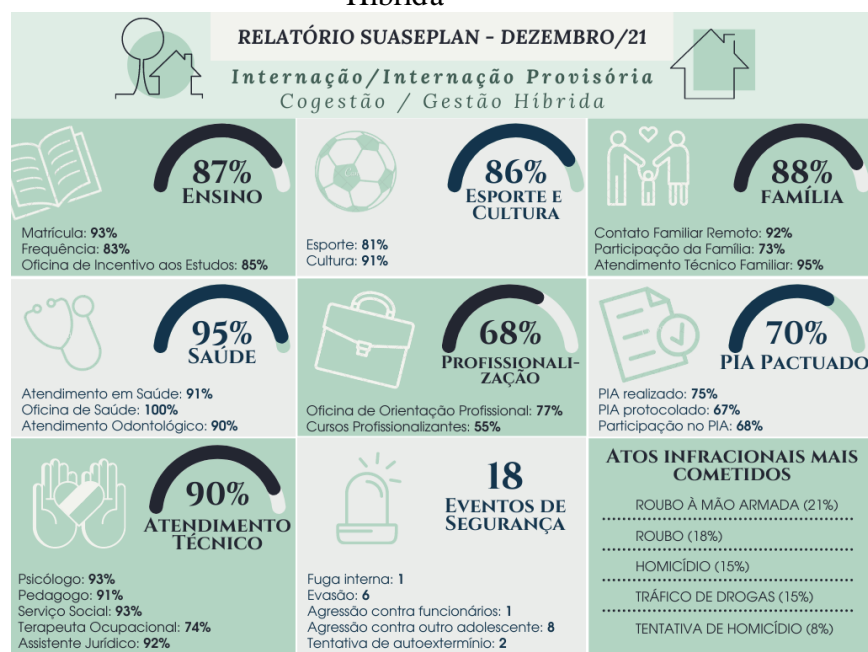 Híbrida
RELATÓRIO SUASEPLAN - DEZEMBRO/21
Internação/Internação Provisória
Cogestão / Gestão Híbrida
87%
ENSINO
Matrícula: 93%
Frequência: 83%
Oficina de Incentivo aos Estudos: 85%
86%
ESPORTE E
CULTURA
Esporte: 81%
Cultura: 91%
88%
FAMÍLIA
Contato Familiar Remoto: 92%
Participação da Família: 73%
Atendimento Técnico Familiar: 95%
95%
SAÚDE
Atendimento em Saúde: 91%
Oficina de Saúde: 100%
Atendimento Odontológico: 90%
68%
PROFISSIONALI-
ZAÇÃO
Oficina de Orientação Profissional: 77%
Cursos Profissionalizantes: 55%
70%
PIA PACTUADO
PIA realizado: 75%
PIA protocolado: 67%
Participação no PIA: 68%
90%
ATENDIMENTO
TÉCNICO
Psicólogo: 93%
Pedagogo: 91%
Serviço Social: 93%
Terapeuta Ocupacional: 74%
Assistente Jurídico: 92%
18
EVENTOS DE
SEGURANÇA
Fuga interna: 1
Evasão: 6
Agressão contra funcionários: 1
Agressão contra outro adolescente: 8
Tentativa de autoextermínio: 2
ATOS INFRACIONAIS MAIS
COMETIDOS
ROUBO À MÃO ARMADA (21%)
ROUBO (18%)
HOMICÍDIO (15%)
TRÁFICO DE DROGAS (15%)
TENTATIVA DE HOMICÍDIO (8%)